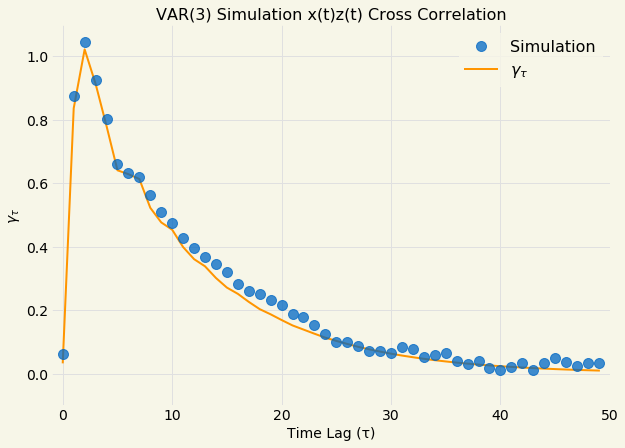 VAR(3) Simulation x(t)z(t) Cross Correlation
Simulation
γτ
γτ
1.0
0.8
0.6
0.4
0.2
0.0
0
10
20
30
40
50
Time Lag (τ)